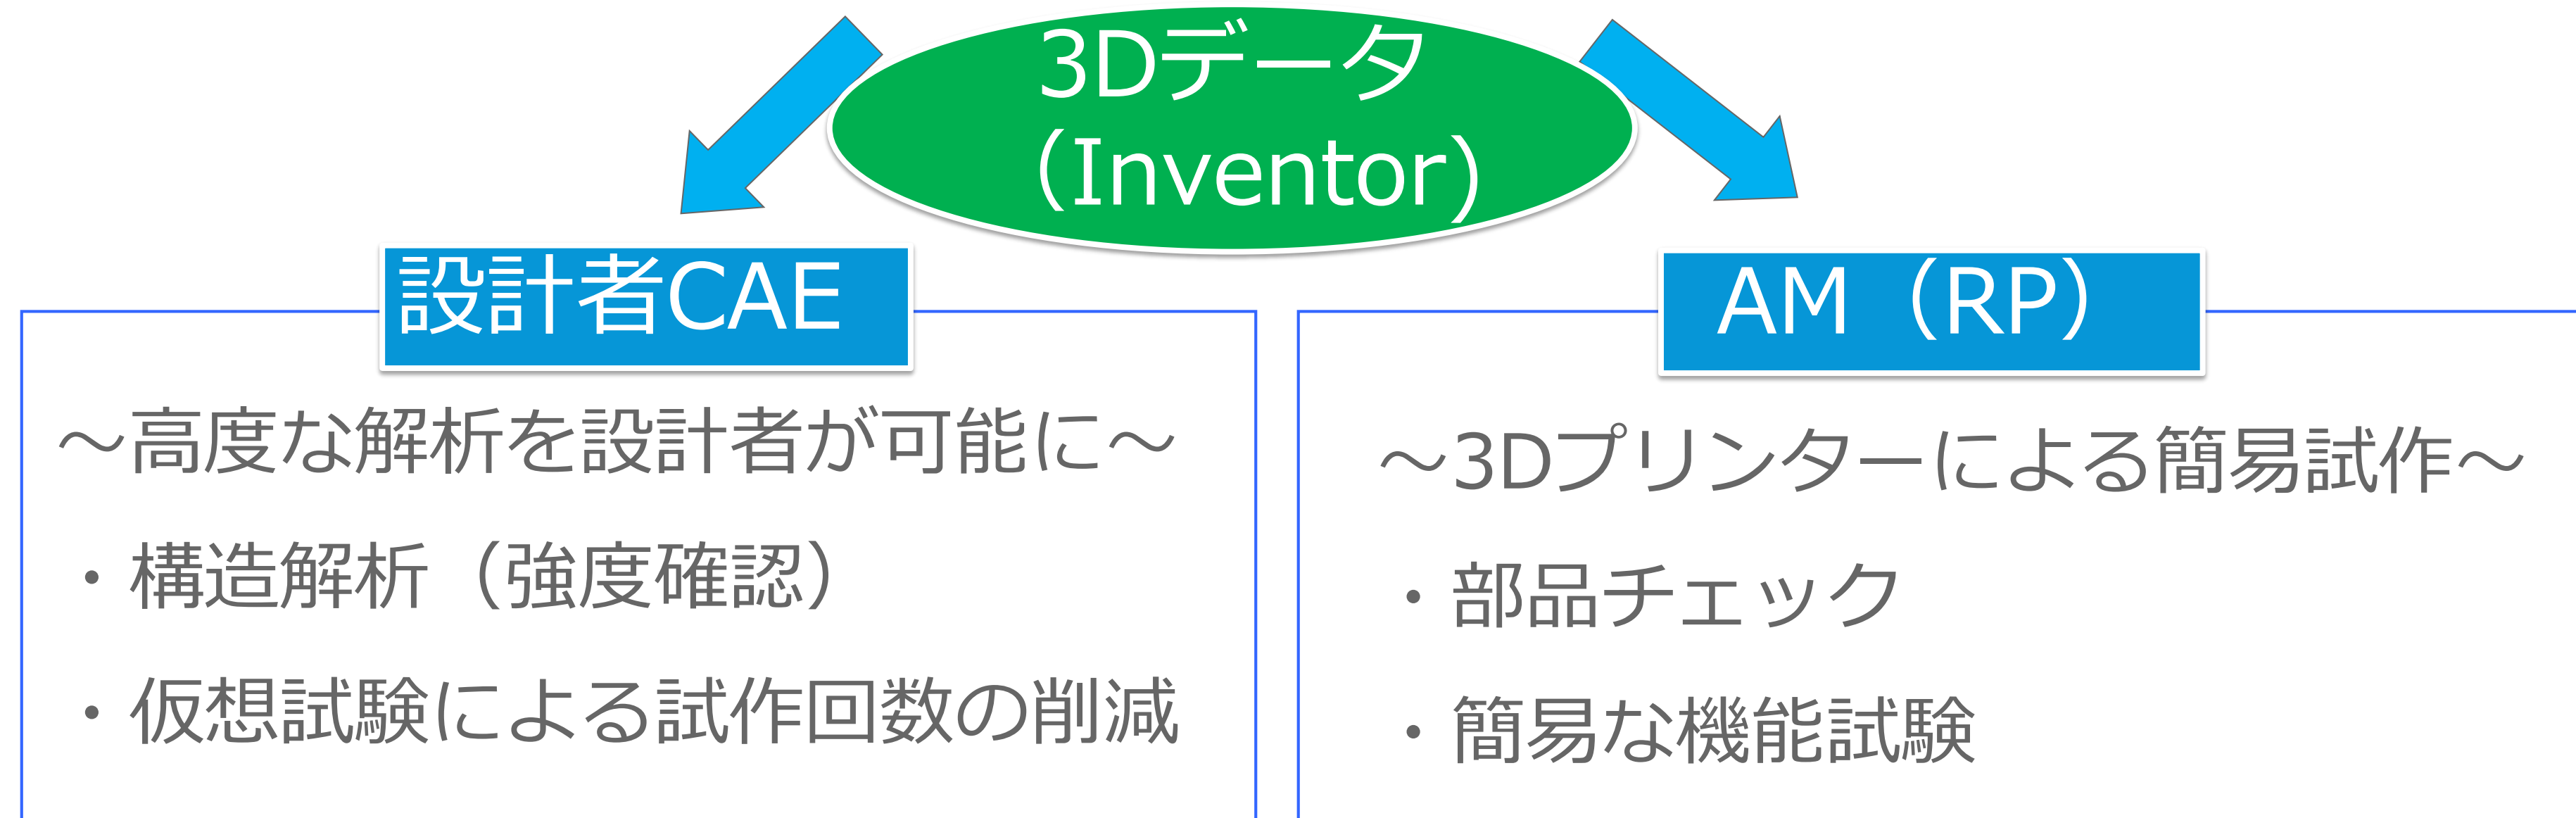 3Dデータ
（Inventor）
設計者CAE
～高度な解析を設計者が可能に～
・構造解析（強度確認）
・仮想試験による試作回数の削減
AM（RP）
～3Dプリンターによる簡易試作～
・部品チェック
・簡易な機能試験